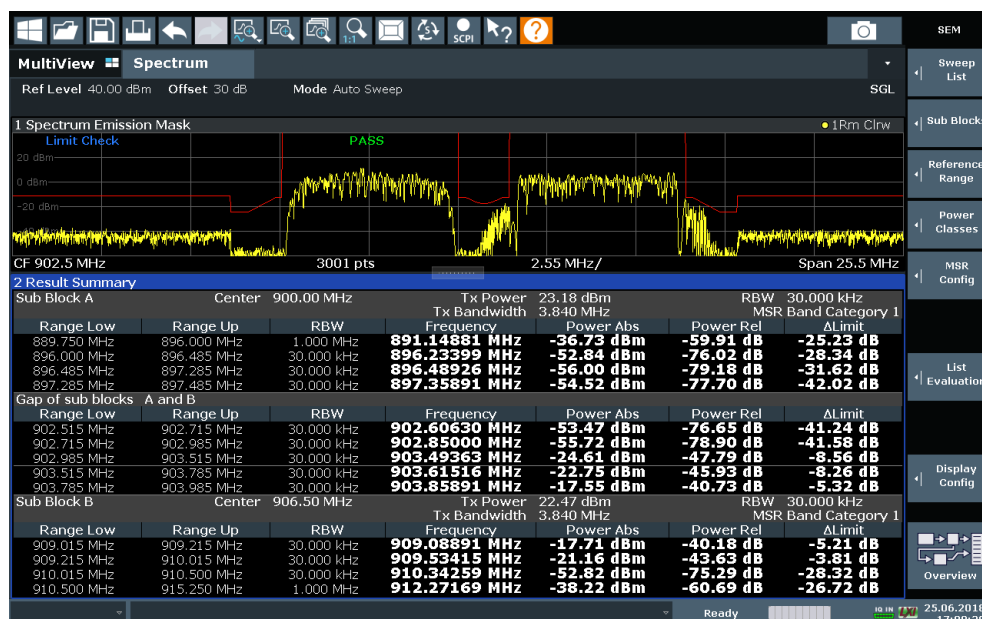 1:1
SCPI
?
?
SEM
MultiView Spectrum
Ref Level 40.00 dBm Offset 30 dB Mode Auto Sweep SGL
1 Spectrum Emission Mask 1Rm Clrw
Limit Check PASS
20 dBm
0 dBm
-20 dBm
CF 902.5 MHz 3001 pts 2.55 MHz/ Span 25.5 MHz
2 Result Summary
Sub Block A Center 900.00 MHz Tx Power 23.18 dBm RBW 30.000 kHz
Tx Bandwidth 3.840 MHz MSR Band Category 1
Range Low Range Up RBW Frequency Power Abs Power Rel ΔLimit
889.750 MHz 896.000 MHz 1.000 MHz 891.14881 MHz -36.73 dBm -59.91 dB -25.23 dB
896.000 MHz 896.485 MHz 30.000 kHz 896.23399 MHz -52.84 dBm -76.02 dB -28.34 dB
896.485 MHz 897.285 MHz 30.000 kHz 896.48926 MHz -56.00 dBm -79.18 dB -31.62 dB
897.285 MHz 897.485 MHz 30.000 kHz 897.35891 MHz -54.52 dBm -77.70 dB -42.02 dB
Gap of sub blocks A and B
Range Low Range Up RBW Frequency Power Abs Power Rel ΔLimit
902.515 MHz 902.715 MHz 30.000 kHz 902.60630 MHz -53.47 dBm -76.65 dB -41.24 dB
902.715 MHz 902.985 MHz 30.000 kHz 902.85000 MHz -55.72 dBm -78.90 dB -41.58 dB
902.985 MHz 903.515 MHz 30.000 kHz 903.49363 MHz -24.61 dBm -47.79 dB -8.56 dB
903.515 MHz 903.785 MHz 30.000 kHz 903.61516 MHz -22.75 dBm -45.93 dB -8.26 dB
903.785 MHz 903.985 MHz 30.000 kHz 903.85891 MHz -17.55 dBm -40.73 dB -5.32 dB
Sub Block B Center 906.50 MHz Tx Power 22.47 dBm RBW 30.000 kHz
Tx Bandwidth 3.840 MHz MSR Band Category 1
Range Low Range Up RBW Frequency Power Abs Power Rel ΔLimit
909.015 MHz 909.215 MHz 30.000 kHz 909.08891 MHz -17.71 dBm -40.18 dB -5.21 dB
909.215 MHz 910.015 MHz 30.000 kHz 909.53415 MHz -21.16 dBm -43.63 dB -3.81 dB
910.015 MHz 910.500 MHz 30.000 kHz 910.34259 MHz -52.82 dBm -75.29 dB -28.32 dB
910.500 MHz 915.250 MHz 1.000 MHz 912.27169 MHz -38.22 dBm -60.69 dB -26.72 dB
Sweep
List
Sub Block
Reference
Range
Power
Classes
MSR
Config
List
Evaluation
Display
Config
Overview
Ready
IQ IN LXI
25.06.2018